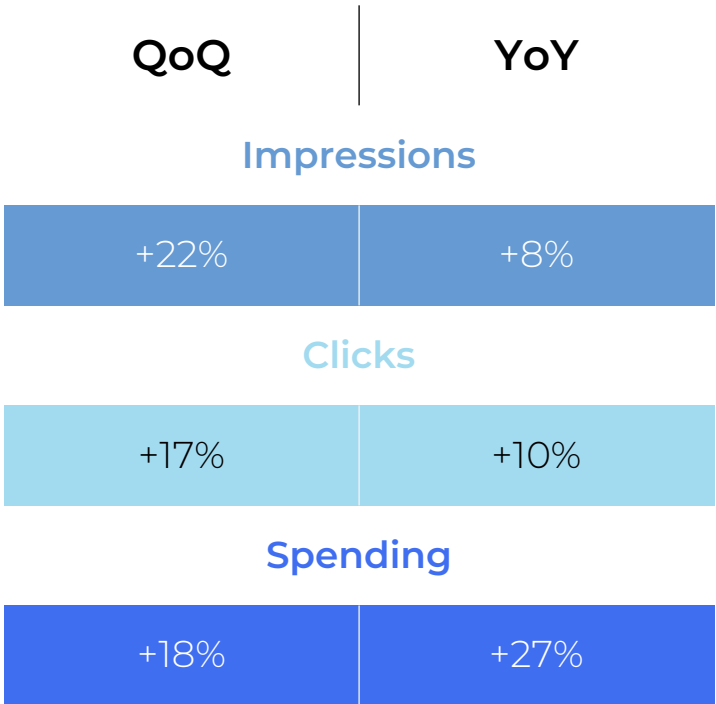 QoQ YoY
Impressions
+22% +8%
Clicks
+17% +10%
Spending
+18% +27%